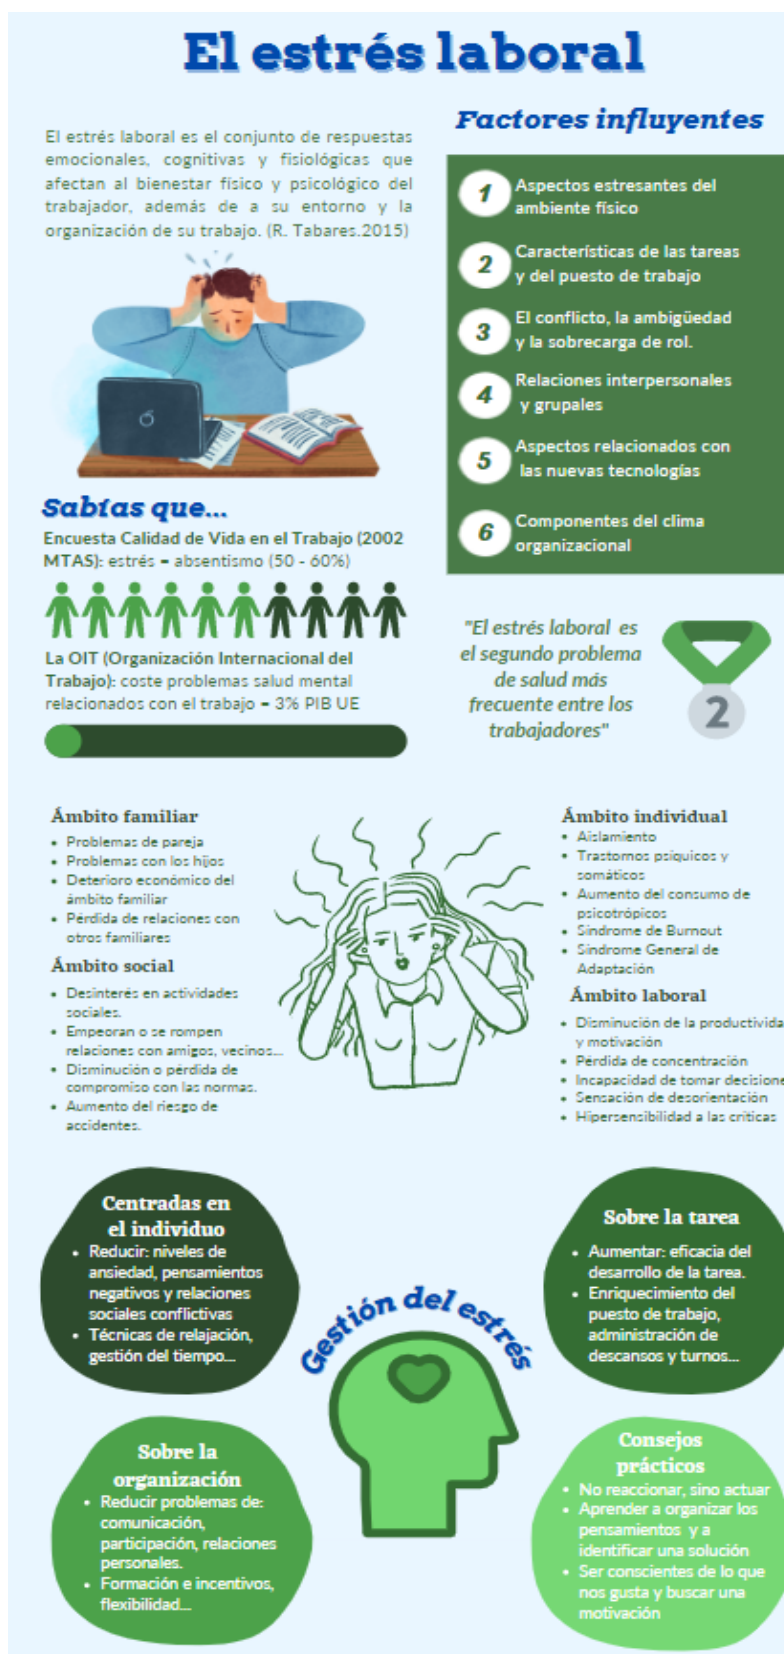 El estrés laboral
El estrés laboral es el conjunto de respuestas
emocionales, cognitivas y fisiológicas que
afectan al bienestar físico y psicológico del
trabajador, además de a su entorno y la
organización de su trabajo. (R. Tabares.2015)
Factores influyentes
1 Aspectos estresantes del
ambiente físico
2 Características de las tareas
y del puesto de trabajo
3 El conflicto, la ambigüedad
y la sobrecarga de rol.
4 Relaciones interpersonales
y grupales
5 Aspectos relacionados con
las nuevas tecnologías
6 Componentes del clima
organizacional
Sabías que...
Encuesta Calidad de Vida en el Trabajo (2002
MTAS): estrés = absentismo (50 - 60%)
La OIT (Organización Internacional del
Trabajo): coste problemas salud mental
relacionados con el trabajo = 3% PIB UE
"El estrés laboral es
el segundo problema
de salud más
frecuente entre los
trabajadores"
2
Ámbito familiar
• Problemas de pareja
• Problemas con los hijos
• Deterioro económico del
ámbito familiar
• Pérdida de relaciones con
otros familiares
Ámbito social
• Desinterés en actividades
sociales.
• Empeoran o se rompen
relaciones con amigos, vecinos...
• Disminución o pérdida de
compromiso con las normas.
• Aumento del riesgo de
accidentes.
Ámbito individual
• Aislamiento
• Trastornos psíquicos y
somáticos
• Aumento del consumo de
psicotrópicos
• Síndrome de Burnout
• Síndrome General de
Adaptación
Ámbito laboral
• Disminución de la productivida
y motivación
• Pérdida de concentración
• Incapacidad de tomar decisione
• Sensación de desorientación
• Hipersensibilidad a las críticas
Centradas en
el individuo
• Reducir: niveles de
ansiedad, pensamientos
negativos y relaciones
sociales conflictivas
• Técnicas de relajación,
gestión del tiempo...
Sobre la tarea
• Aumentar: eficacia del
desarrollo de la tarea.
• Enriquecimiento del
puesto de trabajo,
administración de
descansos y turnos...
Gestión del estrés
Sobre la
organización
• Reducir problemas de:
comunicación,
participación, relaciones
personales.
• Formación e incentivos,
flexibilidad...
Consejos
prácticos
• No reaccionar, sino actuar
• Aprender a organizar los
pensamientos y a
identificar una solución
• Ser conscientes de lo que
nos gusta y buscar una
motivación